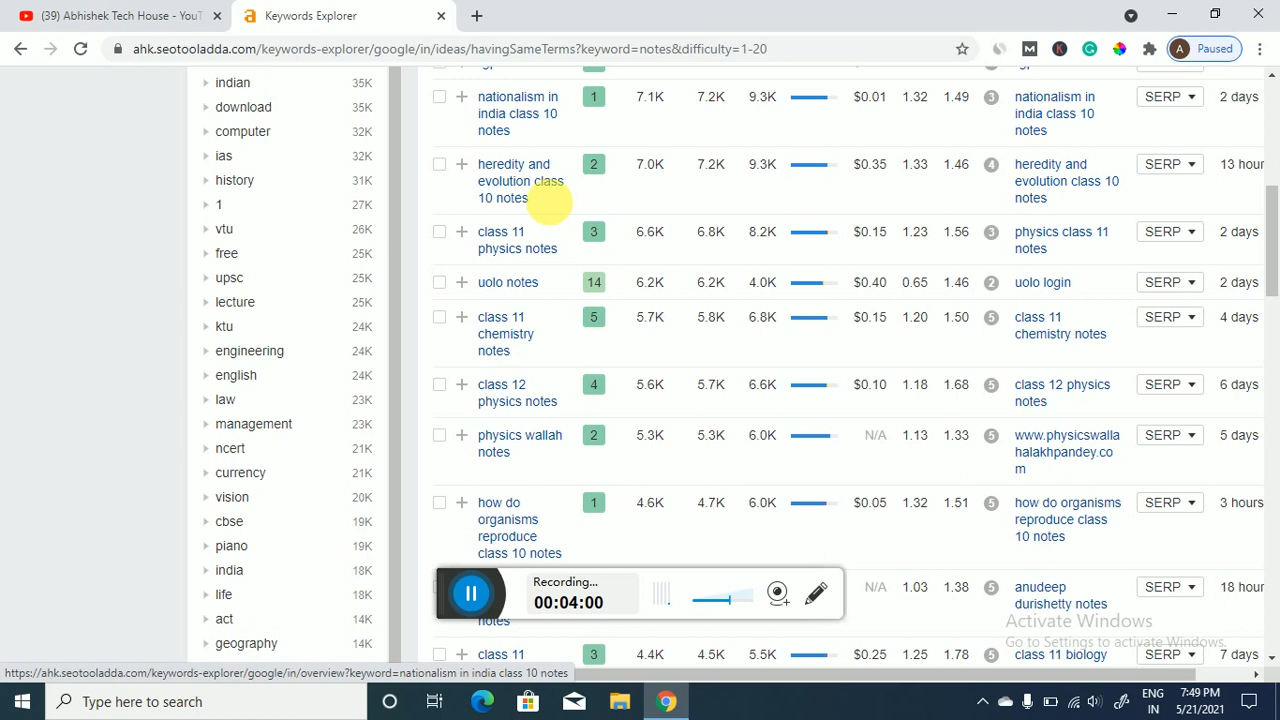 (39) Abhishek Tech House - YouT
Keywords Explorer
ahk.seotooladda.com/keywords-explorer/google/in/ideas/havingSameTerms?keyword=notes&difficulty=1-20
A Paused
indian 35K
download 35K
computer 32K
ias 32K
history 31K
1 27K
vtu 26K
free 25K
upsc 25K
lecture 25K
ktu 24K
engineering 24K
english 24K
law 23K
management 23K
ncert 21K
currency 21K
vision 20K
cbse 19K
piano 19K
india 18K
life 18K
act 14K
geography 14K
nationalism in 1 7.1K 7.2K 9.3K $0.01 1.32 1.49 3 nationalism in SERP 2 days
india class 10 india class 10
notes notes
heredity and 2 7.0K 7.2K 9.3K $0.35 1.33 1.46 4 heredity and SERP 13 hour
evolution class evolution class 10
10 notes notes
class 11 3 6.6K 6.8K 8.2K $0.15 1.23 1.56 3 physics class 11 SERP 2 days
physics notes notes
uolo notes 14 6.2K 6.2K 4.0K $0.40 0.65 1.46 2 uolo login SERP 2 days
class 11 5 5.7K 5.8K 6.8K $0.15 1.20 1.50 5 class 11 SERP 4 days
chemistry chemistry notes
notes
class 12 4 5.6K 5.7K 6.6K $0.10 1.18 1.68 5 class 12 physics SERP 6 days
physics notes notes
physics wallah 2 5.3K 5.3K 6.0K N/A 1.13 1.33 5 www.physicswalla SERP 5 days
notes halakhpandey.co
m
how do 1 4.6K 4.7K 6.0K $0.05 1.32 1.51 5 how do organisms SERP 3 hours
organisms reproduce class
reproduce 10 notes
class 10 notes
N/A 1.03 1.38 5 anudeep SERP 18 hour
durishetty notes
notes
class 11 3 4.4K 4.5K 5.5K $0.25 1.25 1.78 5 class 11 biology SERP 7 days
Recording...
00:04:00
Activate Windows
Go to Settings to activate Windows.
https://ahk.seotooladda.com/keywords-explorer/google/in/overview?keyword=nationalism in india class 10 notes
Type here to search
ENG
IN
7:49 PM
5/21/2021